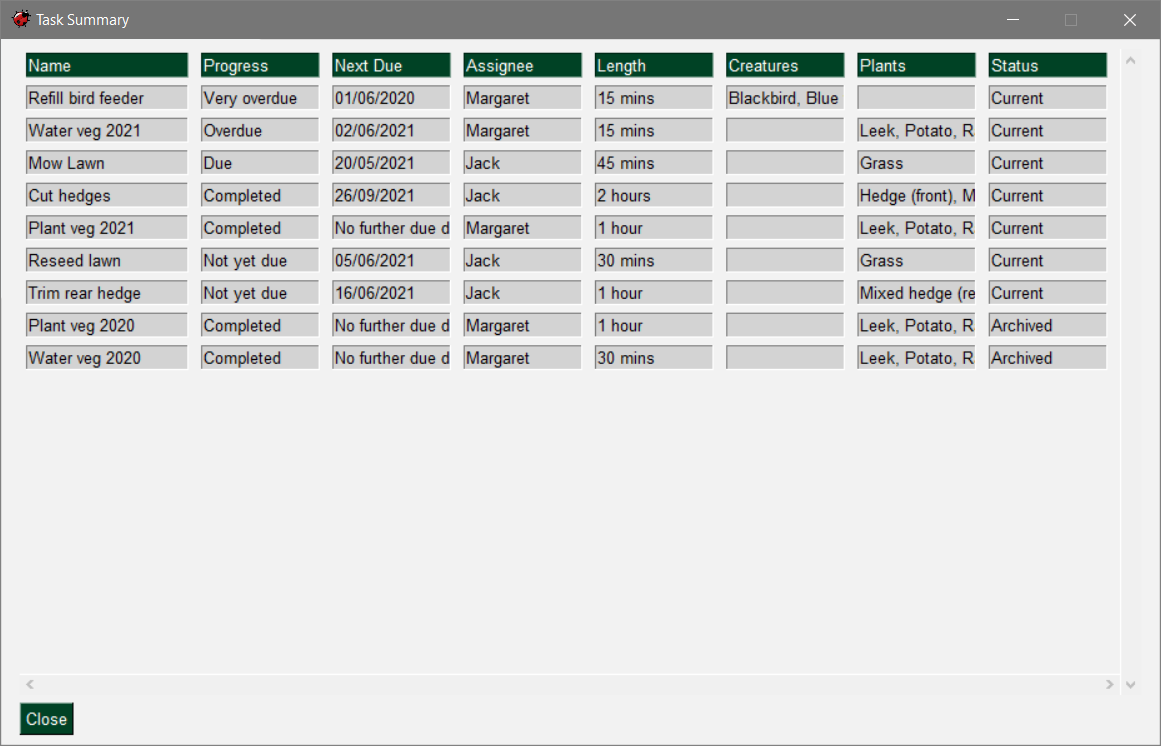 Task Summary
Name Progress Next Due Assignee Length Creatures Plants Status
Refill bird feeder Very overdue 01/06/2020 Margaret 15 mins Blackbird, Blue Current
Water veg 2021 Overdue 02/06/2021 Margaret 15 mins Leek, Potato, R Current
Mow Lawn Due 20/05/2021 Jack 45 mins Grass Current
Cut hedges Completed 26/09/2021 Jack 2 hours Hedge (front), M Current
Plant veg 2021 Completed No further due d Margaret 1 hour Leek, Potato, R Current
Reseed lawn Not yet due 05/06/2021 Jack 30 mins Grass Current
Trim rear hedge Not yet due 16/06/2021 Jack 1 hour Mixed hedge (re Current
Plant veg 2020 Completed No further due d Margaret 1 hour Leek, Potato, R Archived
Water veg 2020 Completed No further due d Margaret 30 mins Leek, Potato, R Archived
Close